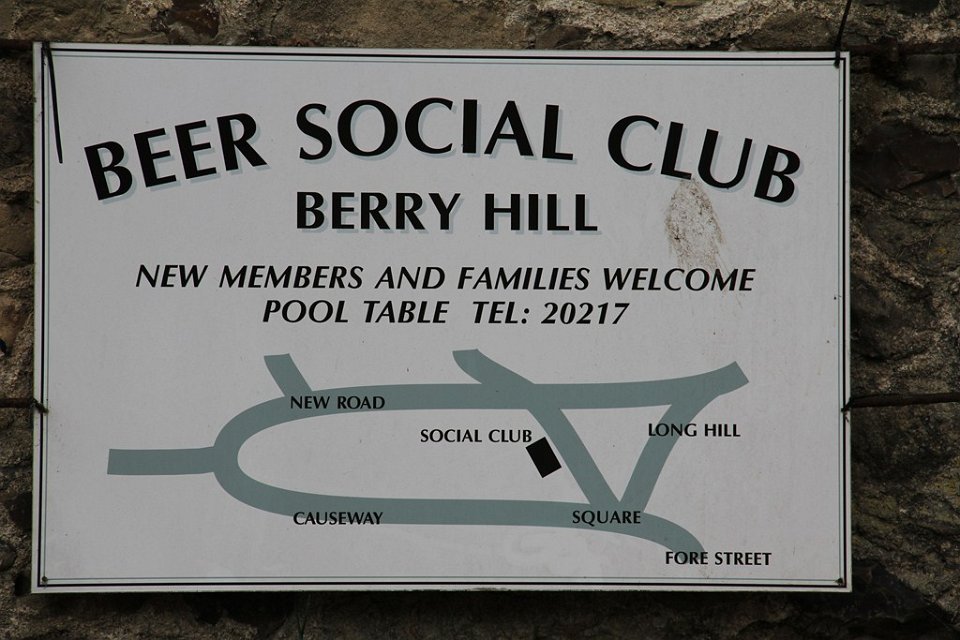 BEER SOCIAL CLUB
BERRY HILL
NEW MEMBERS AND FAMILIES WELCOME
POOL TABLE TEL: 20217
NEW ROAD
SOCIAL CLUB
LONG HILL
CAUSEWAY
SQUARE
FORE STREET